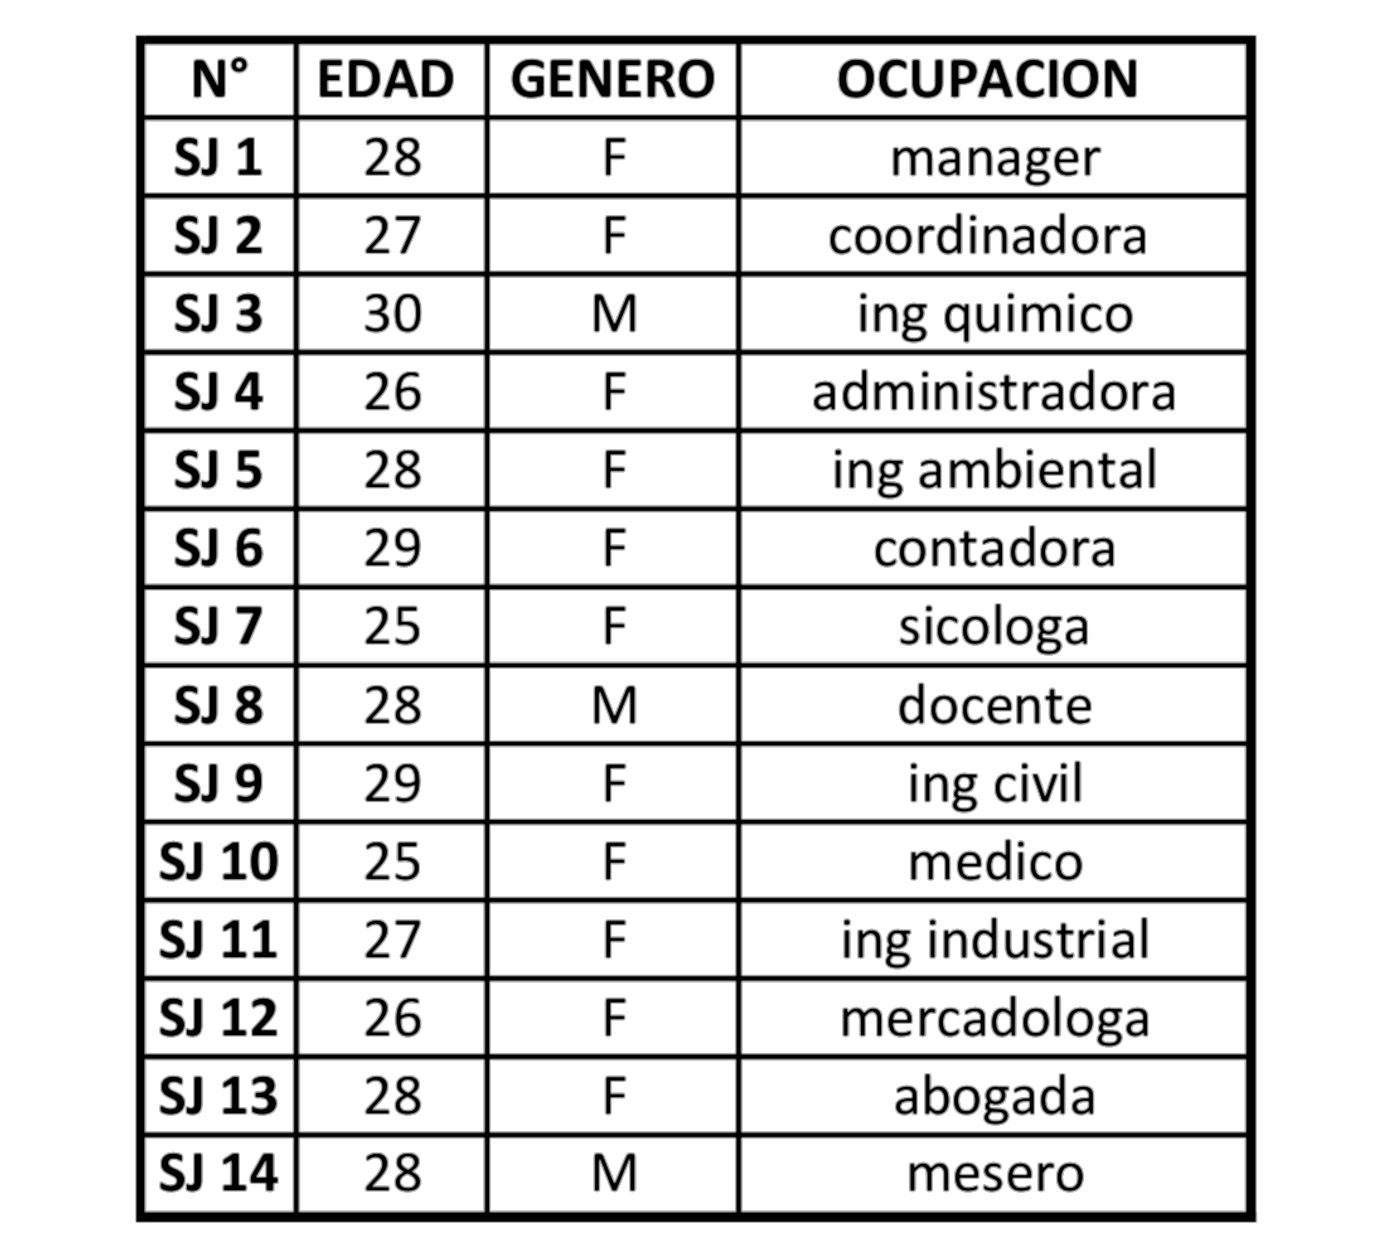 N° EDAD GENERO OCUPACION
SJ 1 28 F manager
SJ 2 27 F coordinadora
SJ 3 30 M ing quimico
SJ 4 26 F administradora
SJ 5 28 F ing ambiental
SJ 6 29 F contadora
SJ 7 25 F sicologa
SJ 8 28 M docente
SJ 9 29 F ing civil
SJ 10 25 F medico
SJ 11 27 F ing industrial
SJ 12 26 F mercadologa
SJ 13 28 F abogada
SJ 14 28 M mesero